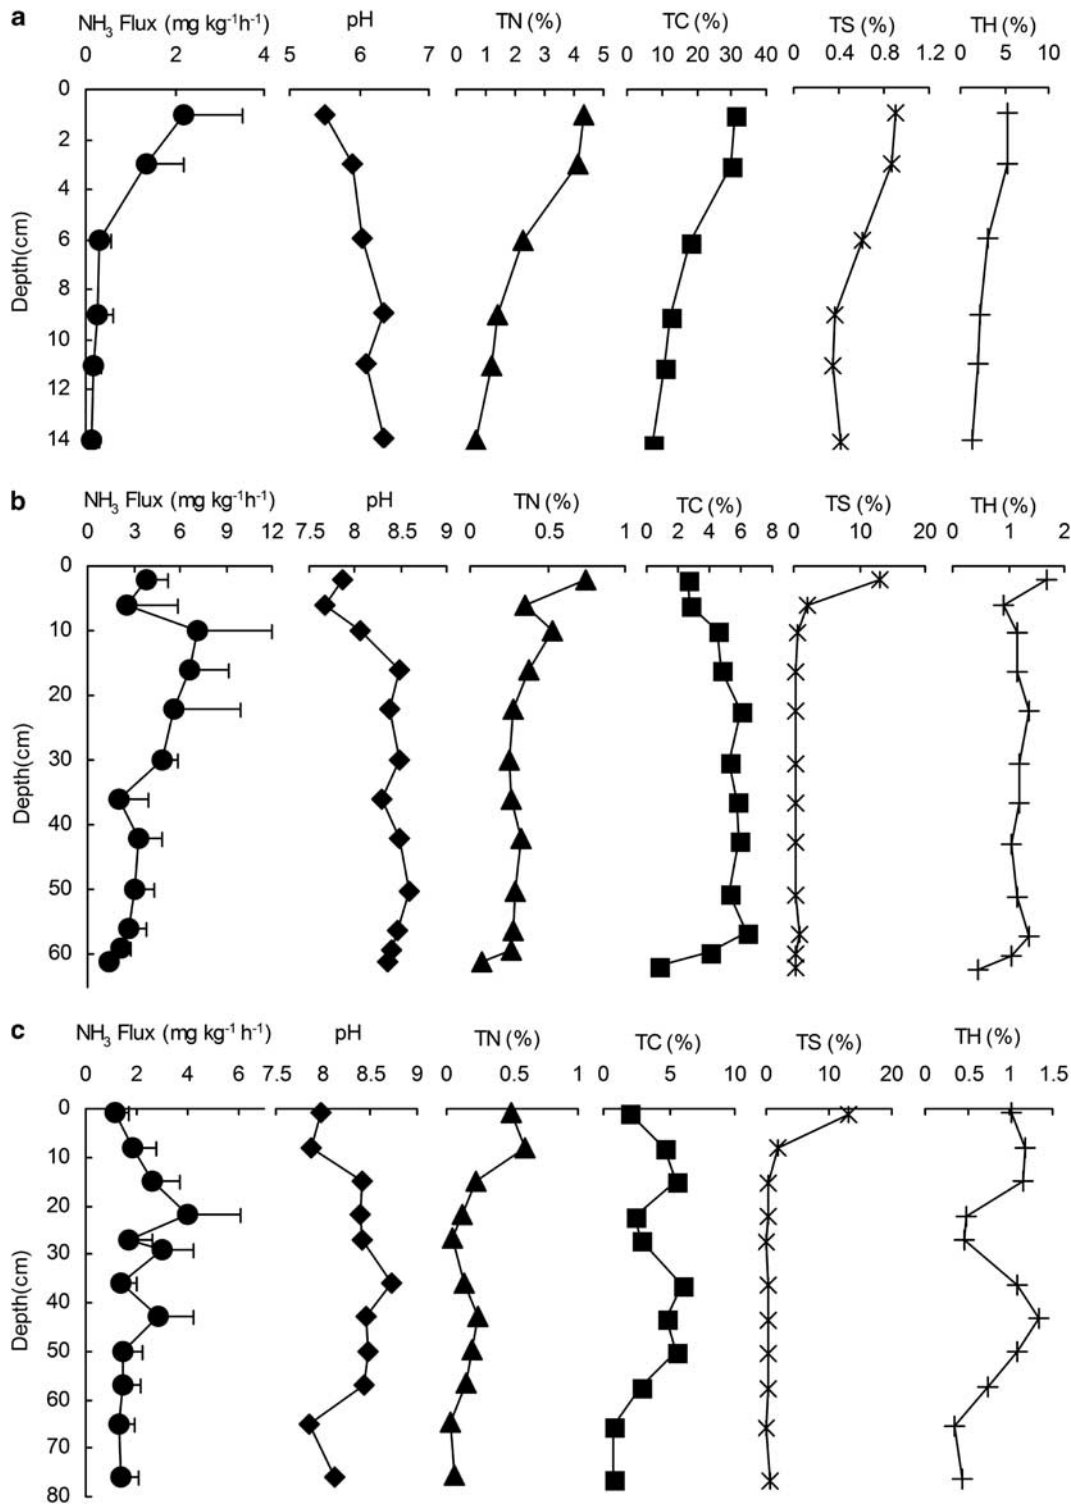 a NH3 Flux (mg kg-1h-1) pH TN (%) TC (%) TS (%) TH (%)
0 2 4 5 6 7 0 1 2 3 4 5 0 10 20 30 40 0 0.4 0.8 1.2 0 5 10
0
2
4
6
8
10
12
14
Depth(cm)
b NH3 Flux (mg kg-1h-1) pH TN (%) TC (%) TS (%) TH (%)
0 3 6 9 12 7.5 8 8.5 9 0 0.5 1 0 2 4 6 8 0 10 20 0 1 2
0
10
20
30
40
50
60
Depth(cm)
c NH3 Flux (mg kg-1 h-1) pH TN (%) TC (%) TS (%) TH (%)
0 2 4 6 7.5 8 8.5 9 0 0.5 1 0 5 10 0 10 20 0 0.5 1 1.5
0
10
20
30
40
50
60
70
80
Depth(cm)